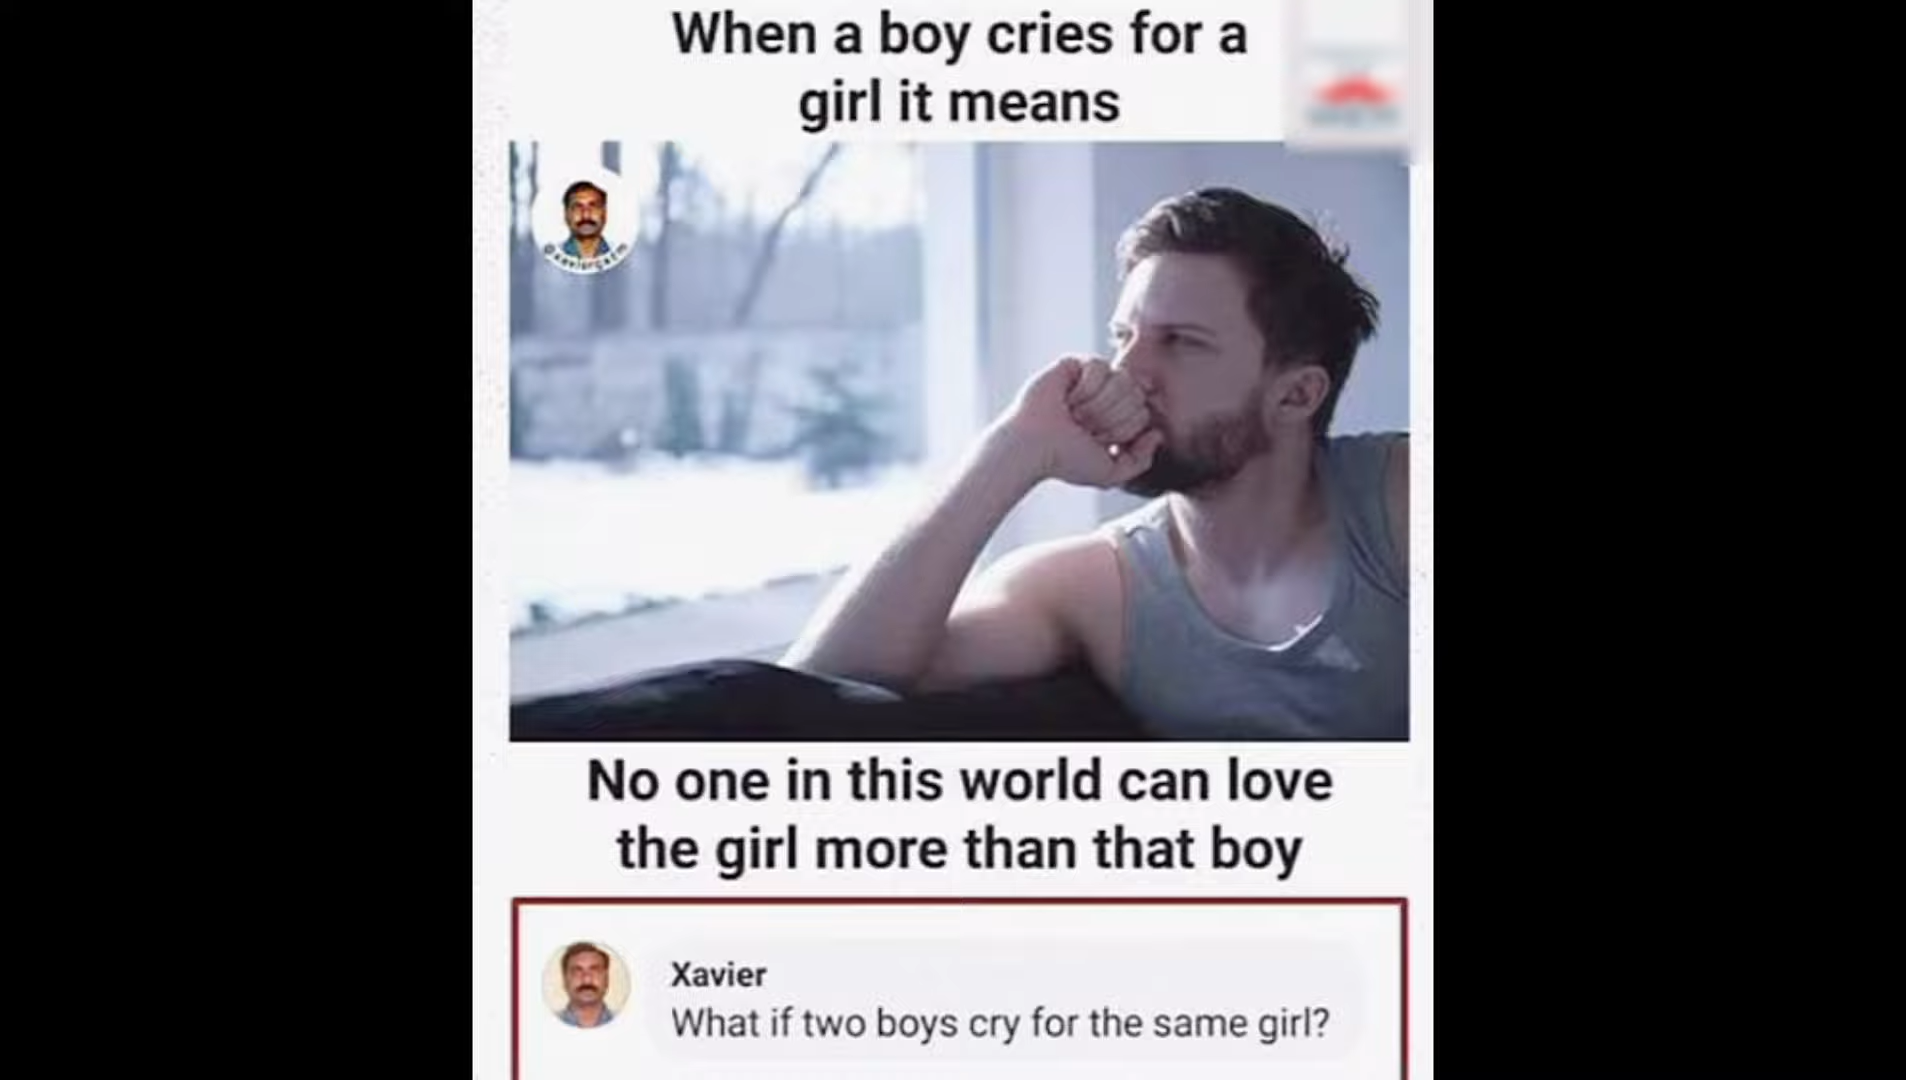 When a boy cries for a
girl it means
No one in this world can love
the girl more than that boy
Xavier
What if two boys cry for the same girl?